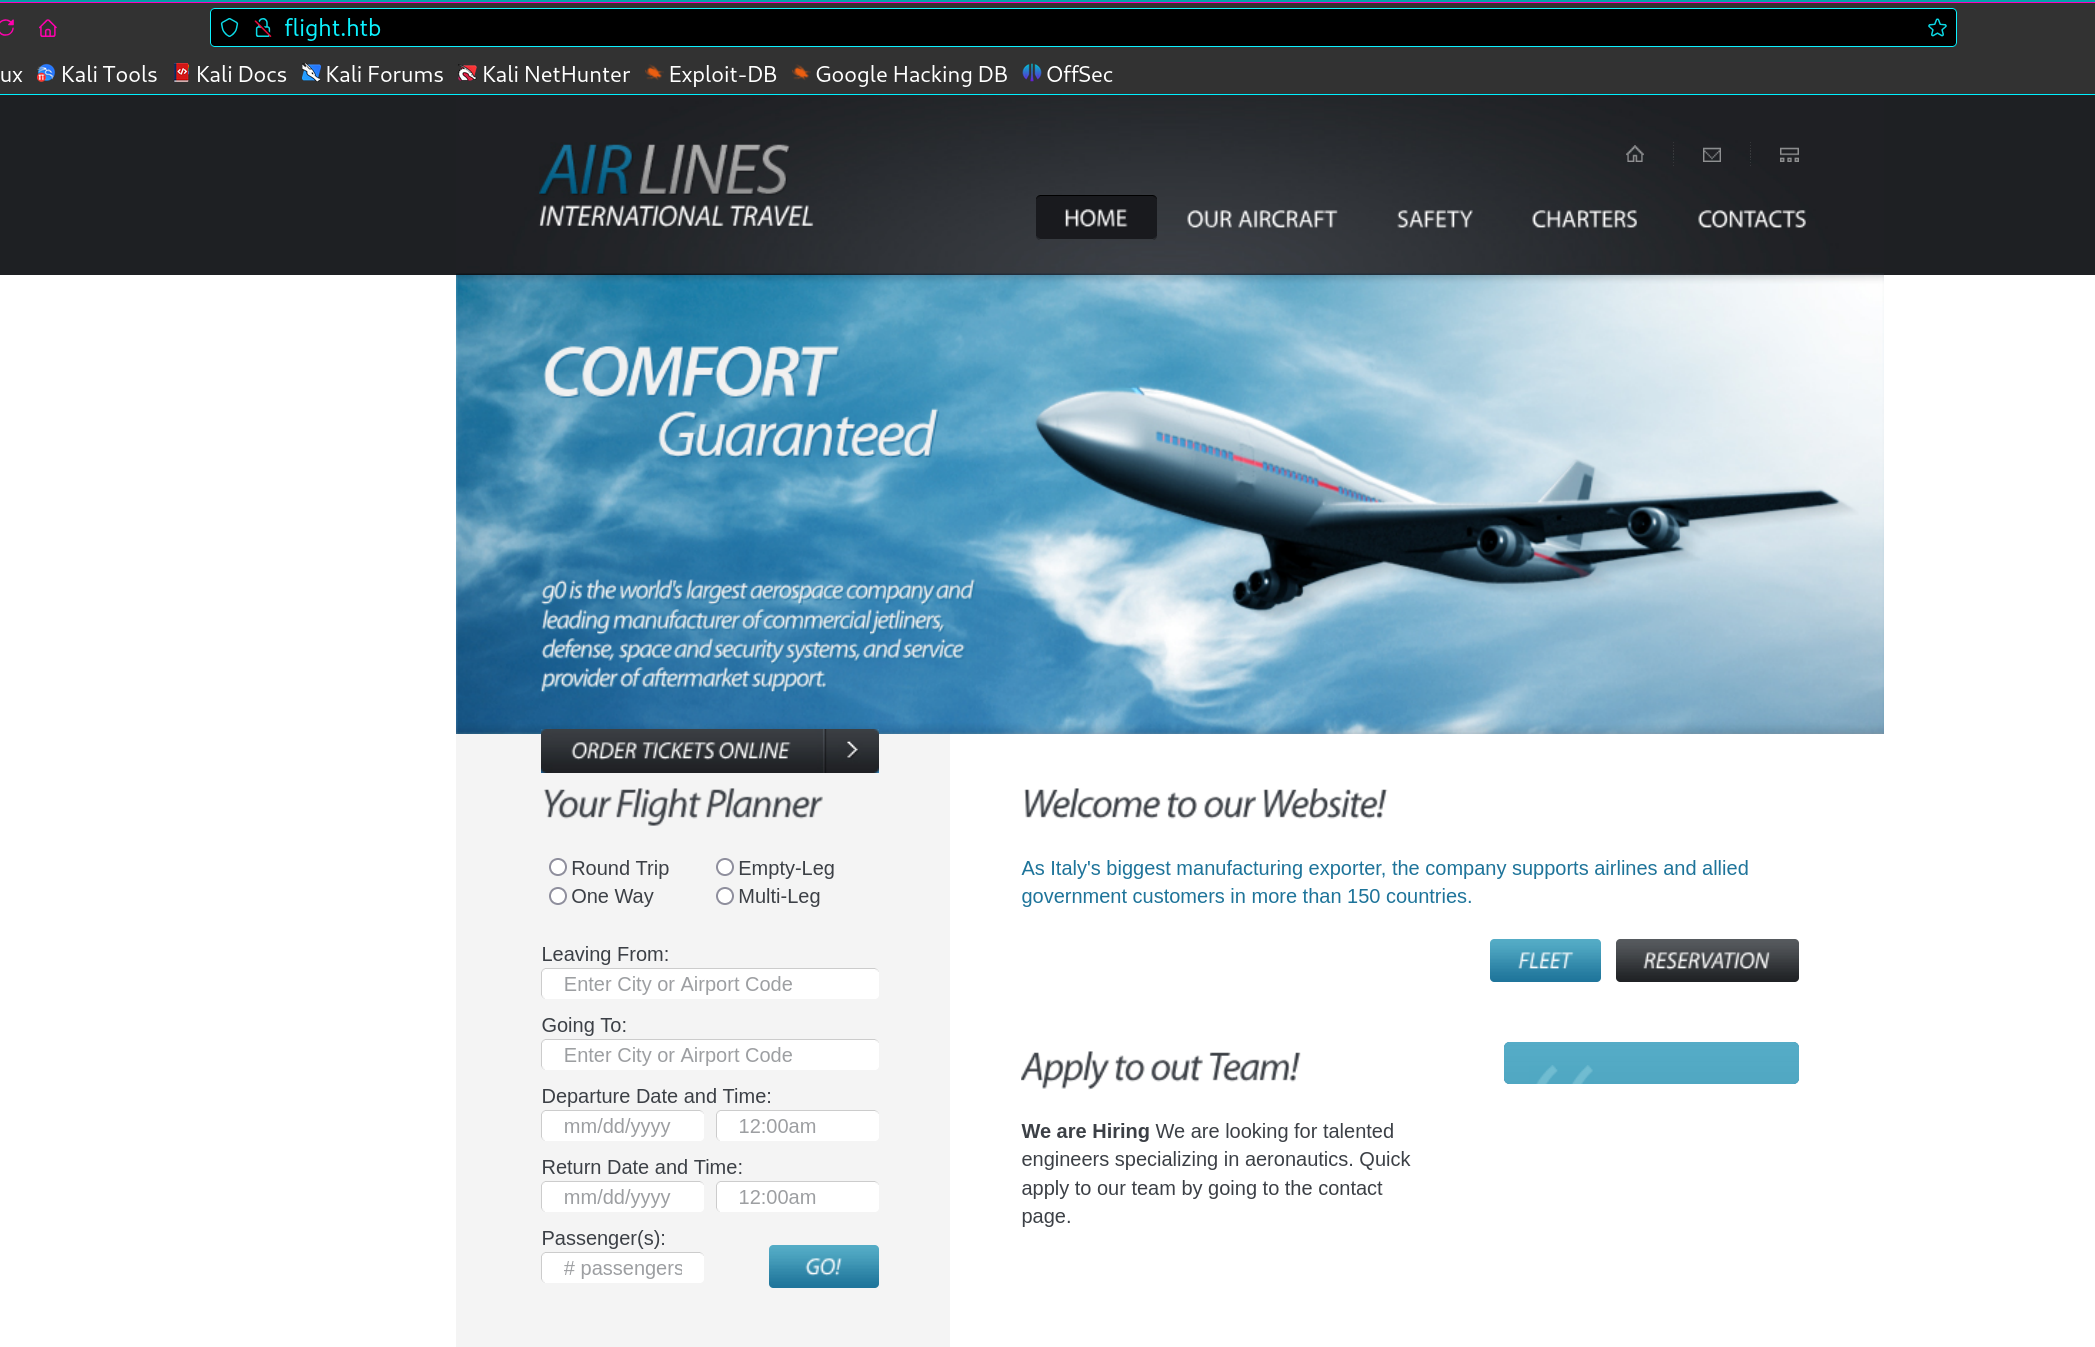 flight.htb
ux Kali Tools Kali Docs Kali Forums Kali NetHunter Exploit-DB Google Hacking DB OffSec
AIRLINES
INTERNATIONAL TRAVEL
HOME OUR AIRCRAFT SAFETY CHARTERS CONTACTS
COMFORT
Guaranteed
g0 is the world's largest aerospace company and
leading manufacturer of commercial jetliners,
defense, space and security systems, and service
provider of aftermarket support.
ORDER TICKETS ONLINE
Your Flight Planner
Round Trip Empty-Leg
One Way Multi-Leg
Leaving From:
Enter City or Airport Code
Going To:
Enter City or Airport Code
Departure Date and Time:
mm/dd/yyyy 12:00am
Return Date and Time:
mm/dd/yyyy 12:00am
Passenger(s):
# passengers
GO!
Welcome to our Website!
As Italy's biggest manufacturing exporter, the company supports airlines and allied
government customers in more than 150 countries.
FLEET RESERVATION
Apply to out Team!
We are Hiring We are looking for talented
engineers specializing in aeronautics. Quick
apply to our team by going to the contact
page.